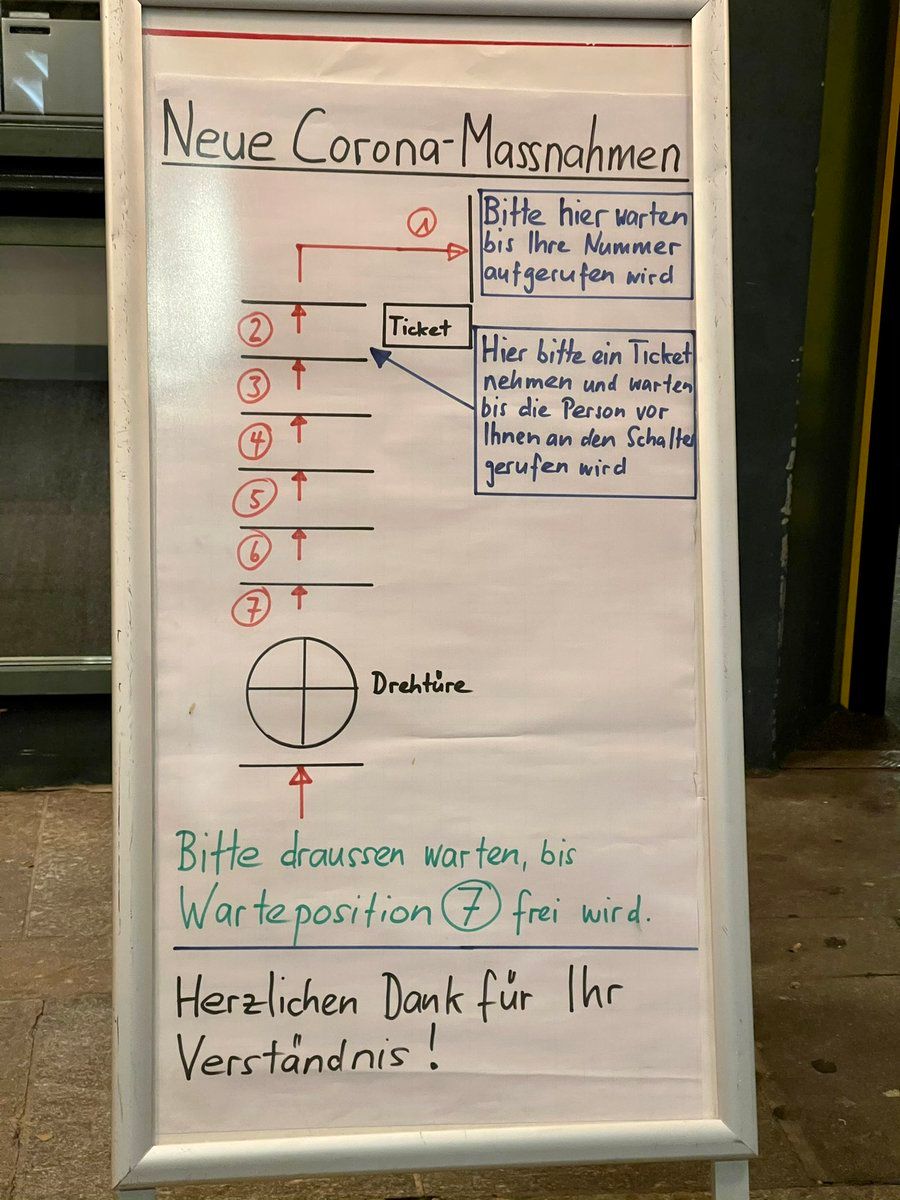 Neue Corona-Massnahmen
1
Bitte hier warten
bis Ihre Nummer
aufgerufen wird
2
Ticket
Hier bitte ein Ticket
nehmen und warten
bis die Person vor
Ihnen an den Schalter
gerufen wird
3
4
5
6
7
Drehtüre
Bitte draussen warten, bis
Warteposition 7 frei wird.
Herzlichen Dank für Ihr
Verständnis!